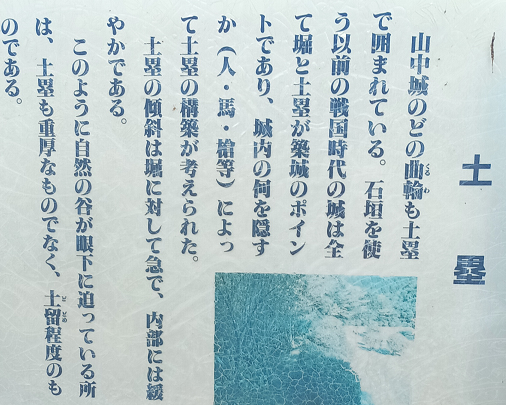 土塁
山中城のどの曲輪も土塁
で囲まれている。石垣を使
う以前の戦国時代の城は全
て堀と土塁が築城のポイン
トであり、城内の何を隠す
か（人・馬・槍等）によっ
て土塁の構築が考えられた。
土塁の傾斜は堀に対して急で、内部には緩
やかである。
このように自然の谷が眼下に迫っている所
は、土塁も重厚なものでなく、土留程度のも
のである。